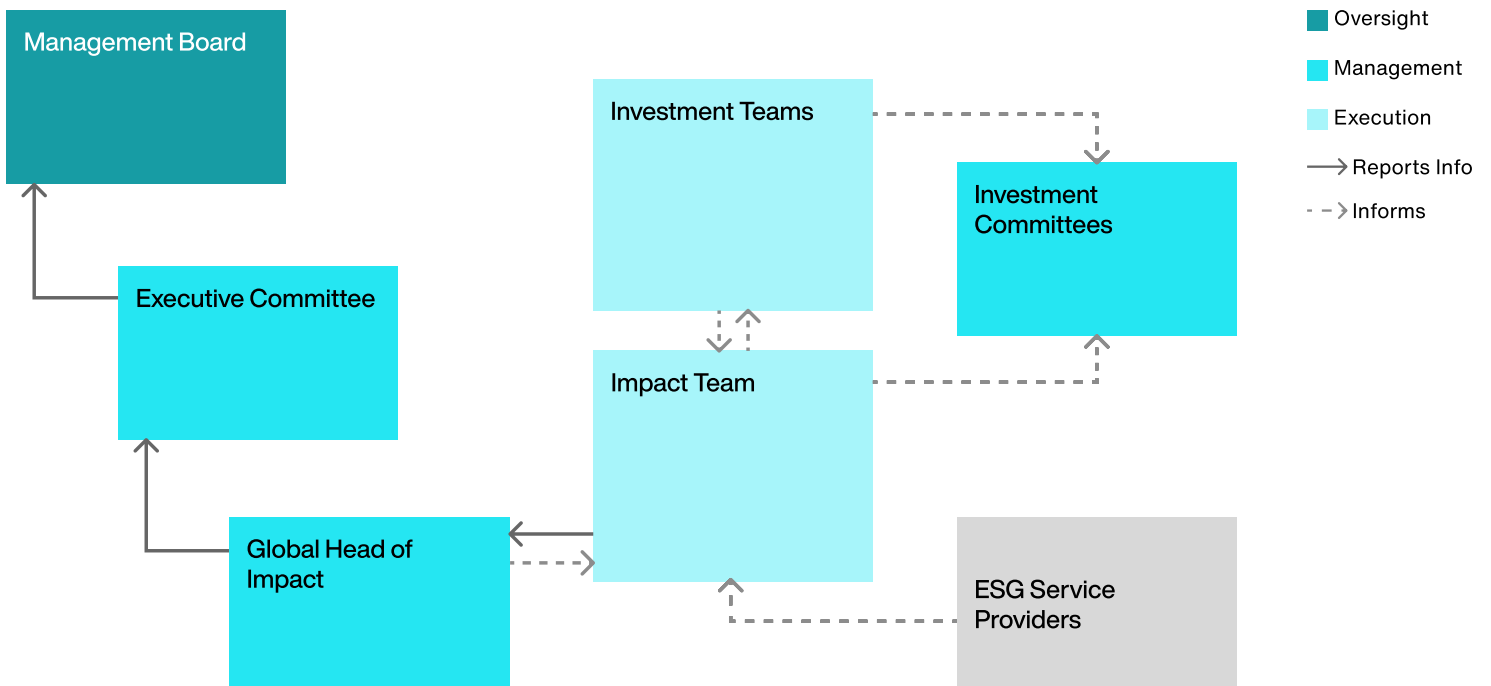 Management Board
Investment Teams
Investment
Committees
Executive Committee
Impact Team
Global Head of
Impact
ESG Service
Providers
Oversight
Management
Execution
Reports Info
Informs